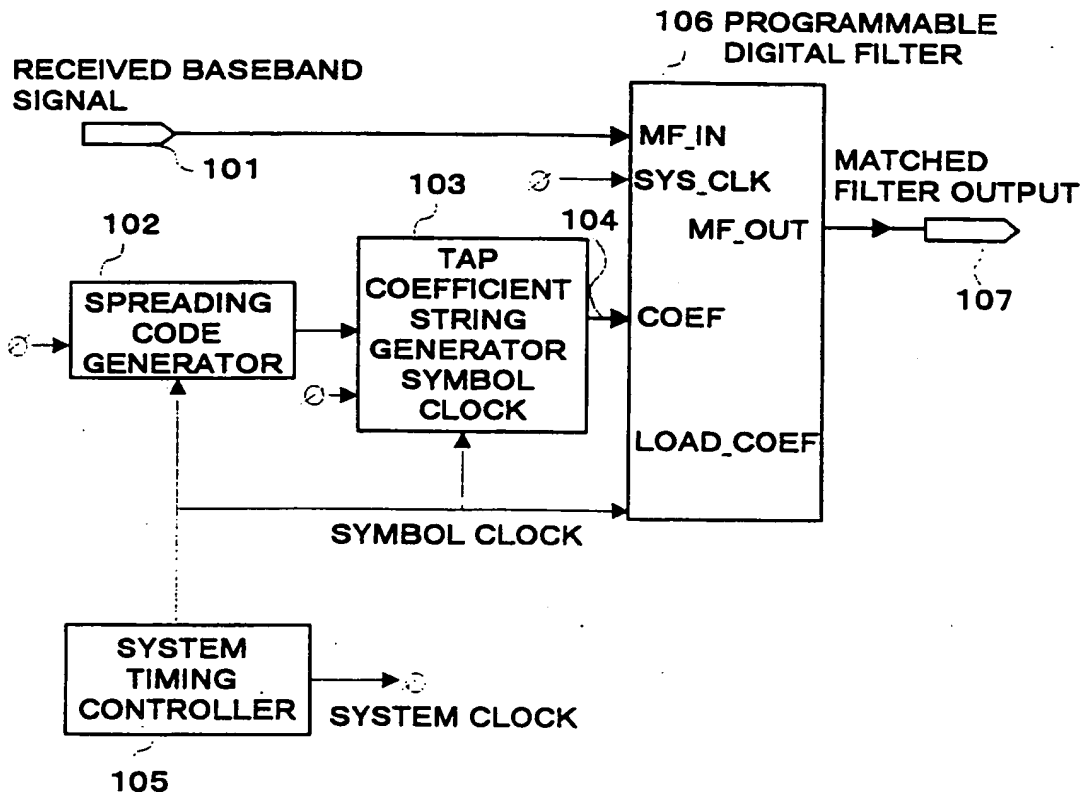 106 PROGRAMMABLE
DIGITAL FILTER
RECEIVED BASEBAND
SIGNAL
101
MF_IN
SYS_CLK
MF_OUT
COEF
LOAD_COEF
MATCHED
FILTER OUTPUT
107
102
SPREADING
CODE
GENERATOR
103
TAP
COEFFICIENT
STRING
GENERATOR
SYMBOL
CLOCK
104
SYMBOL CLOCK
SYSTEM
TIMING
CONTROLLER
105
SYSTEM CLOCK